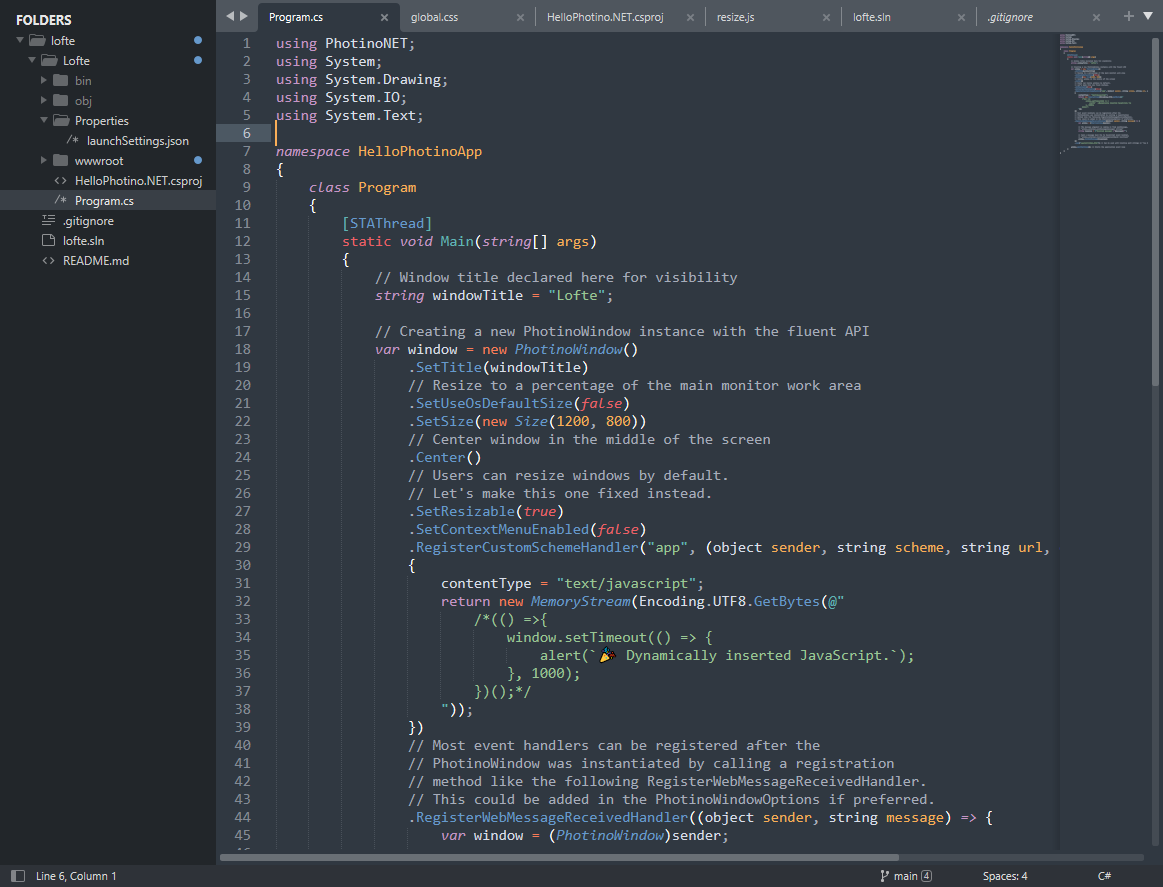 FOLDERS
lofte
Lofte
bin
obj
Properties
/* launchSettings.json
wwwroot
<> HelloPhotino.NET.csproj
/* Program.cs
.gitignore
lofte.sln
<> README.md
Program.cs × global.css × HelloPhotino.NET.csproj × resize.js × lofte.sln × .gitignore × +
1 using PhotinoNET;
2 using System;
3 using System.Drawing;
4 using System.IO;
5 using System.Text;
6
7 namespace HelloPhotinoApp
8 {
9     class Program
10     {
11         [STAThread]
12         static void Main(string[] args)
13         {
14             // Window title declared here for visibility
15             string windowTitle = "Lofte";
16
17             // Creating a new PhotinoWindow instance with the fluent API
18             var window = new PhotinoWindow()
19                 .SetTitle(windowTitle)
20                 // Resize to a percentage of the main monitor work area
21                 .SetUseOsDefaultSize(false)
22                 .SetSize(new Size(1200, 800))
23                 // Center window in the middle of the screen
24                 .Center()
25                 // Users can resize windows by default.
26                 // Let's make this one fixed instead.
27                 .SetResizable(true)
28                 .SetContextMenuEnabled(false)
29                 .RegisterCustomSchemeHandler("app", (object sender, string scheme, string url,
30                 {
31                     contentType = "text/javascript";
32                     return new MemoryStream(Encoding.UTF8.GetBytes(@"
33                         /*(() =>{
34                             window.setTimeout(() => {
35                                 alert(`🎉 Dynamically inserted JavaScript.`);
36                             }, 1000);
37                         })();*/
38                     "));
39                 })
40                 // Most event handlers can be registered after the
41                 // PhotinoWindow was instantiated by calling a registration
42                 // method like the following RegisterWebMessageReceivedHandler.
43                 // This could be added in the PhotinoWindowOptions if preferred.
44                 .RegisterWebMessageReceivedHandler((object sender, string message) => {
45                     var window = (PhotinoWindow)sender;
Line 6, Column 1 main 4 Spaces: 4 C#